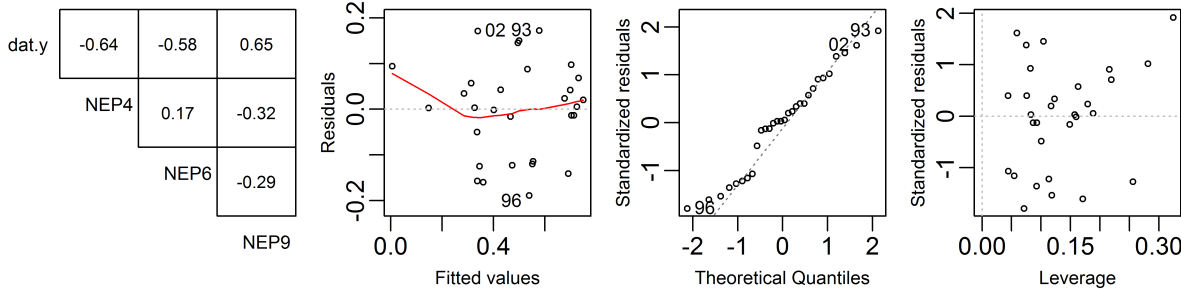 dat.y -0.64 -0.58 0.65
NEP4 0.17 -0.32
NEP6 -0.29
NEP9
Residuals
0.2
0.0
-0.2
02 93
96
0.0 0.4
Fitted values
Standardized residuals
2
1
0
-1
02 93
96
-2 -1 0 1 2
Theoretical Quantiles
Standardized residuals
2
1
0
-1
0.00 0.15 0.30
Leverage